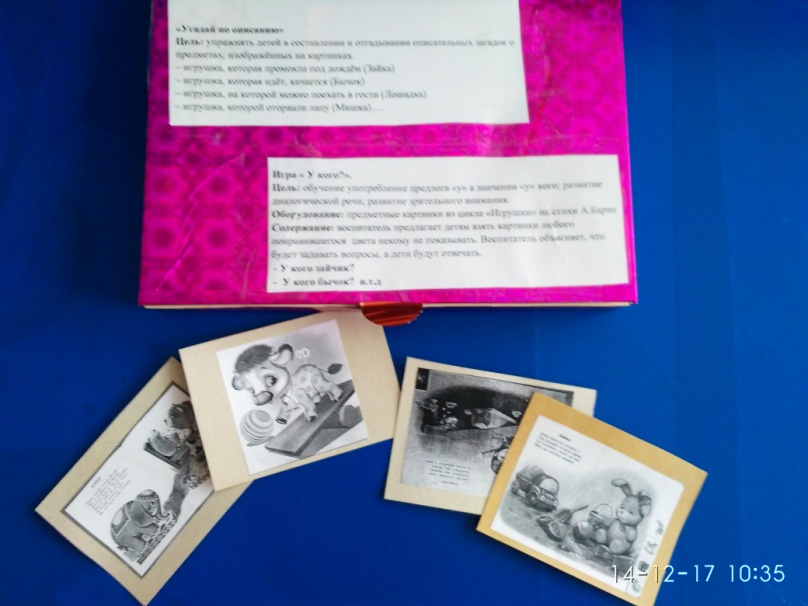 «Угадай по описанию»
Цель: упражнять детей в составлении и отгадывании описательных загадок о
предметах, изображённых на картинках.
– игрушка, которая промокла под дождём (Зайка)
– игрушка, которая идёт, качается (Бычок)
– игрушка, на которой можно поехать в гости (Лошадка)
– игрушка, которой оторвали лапу (Мишка)….
Игра « У кого?».
Цель: обучение употребление предлога «у» в значении «у» кого; развитие
диалогической речи, развитие зрительного внимания.
Оборудование: предметные картинки из цикла «Игрушки» на стихи А.Барто
Содержание: воспитатель предлагает детям взять картинки любого
понравившегося цвета некому не показывать. Воспитатель объясняет, что
будет задавать вопросы, а дети будут отвечать.
- У кого зайчик?
- У кого бычок? и.т.д
14-12-17 10:35